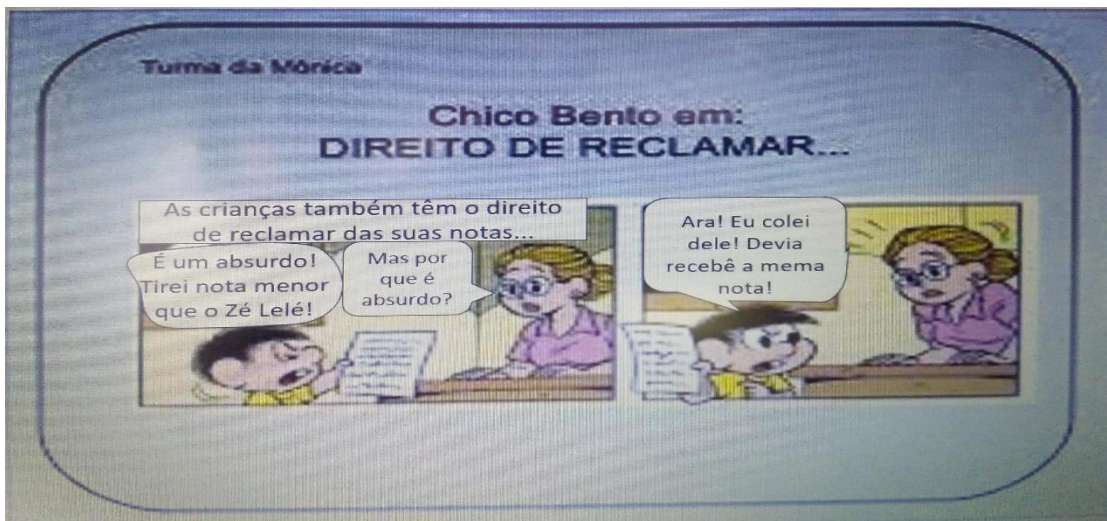 Turma da Mônica
Chico Bento em:
DIREITO DE RECLAMAR...
As crianças também têm o direito
de reclamar das suas notas...
É um absurdo!
Tirei nota menor
que o Zé Lelé!
Mas por
que é
absurdo?
Ara! Eu colei
dele! Devia
recebê a mema
nota!